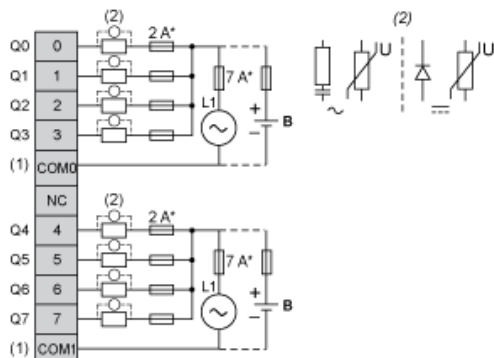 (2)
2 A*
Q0 0
Q1 1
7 A*
Q2 2
L1
+
B
Q3 3
–
(1) COM0
NC
(2)
2 A*
Q4 4
Q5 5
7 A*
Q6 6
L1
+
B
Q7 7
–
(1) COM1
(2)
U
U